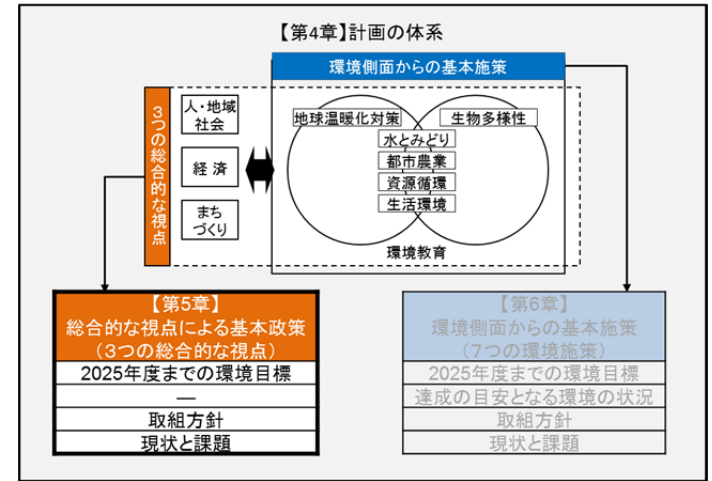 【第4章】計画の体系
環境側面からの基本施策
3つの総合的な視点
人・地域
社会
経 済
まち
づくり
地球温暖化対策
生物多様性
水とみどり
都市農業
資源循環
生活環境
環境教育
【第5章】
総合的な視点による基本政策
（3つの総合的な視点）
2025年度までの環境目標
―
取組方針
現状と課題
【第6章】
環境側面からの基本施策
（7つの環境施策）
2025年度までの環境目標
達成の目安となる環境の状況
取組方針
現状と課題